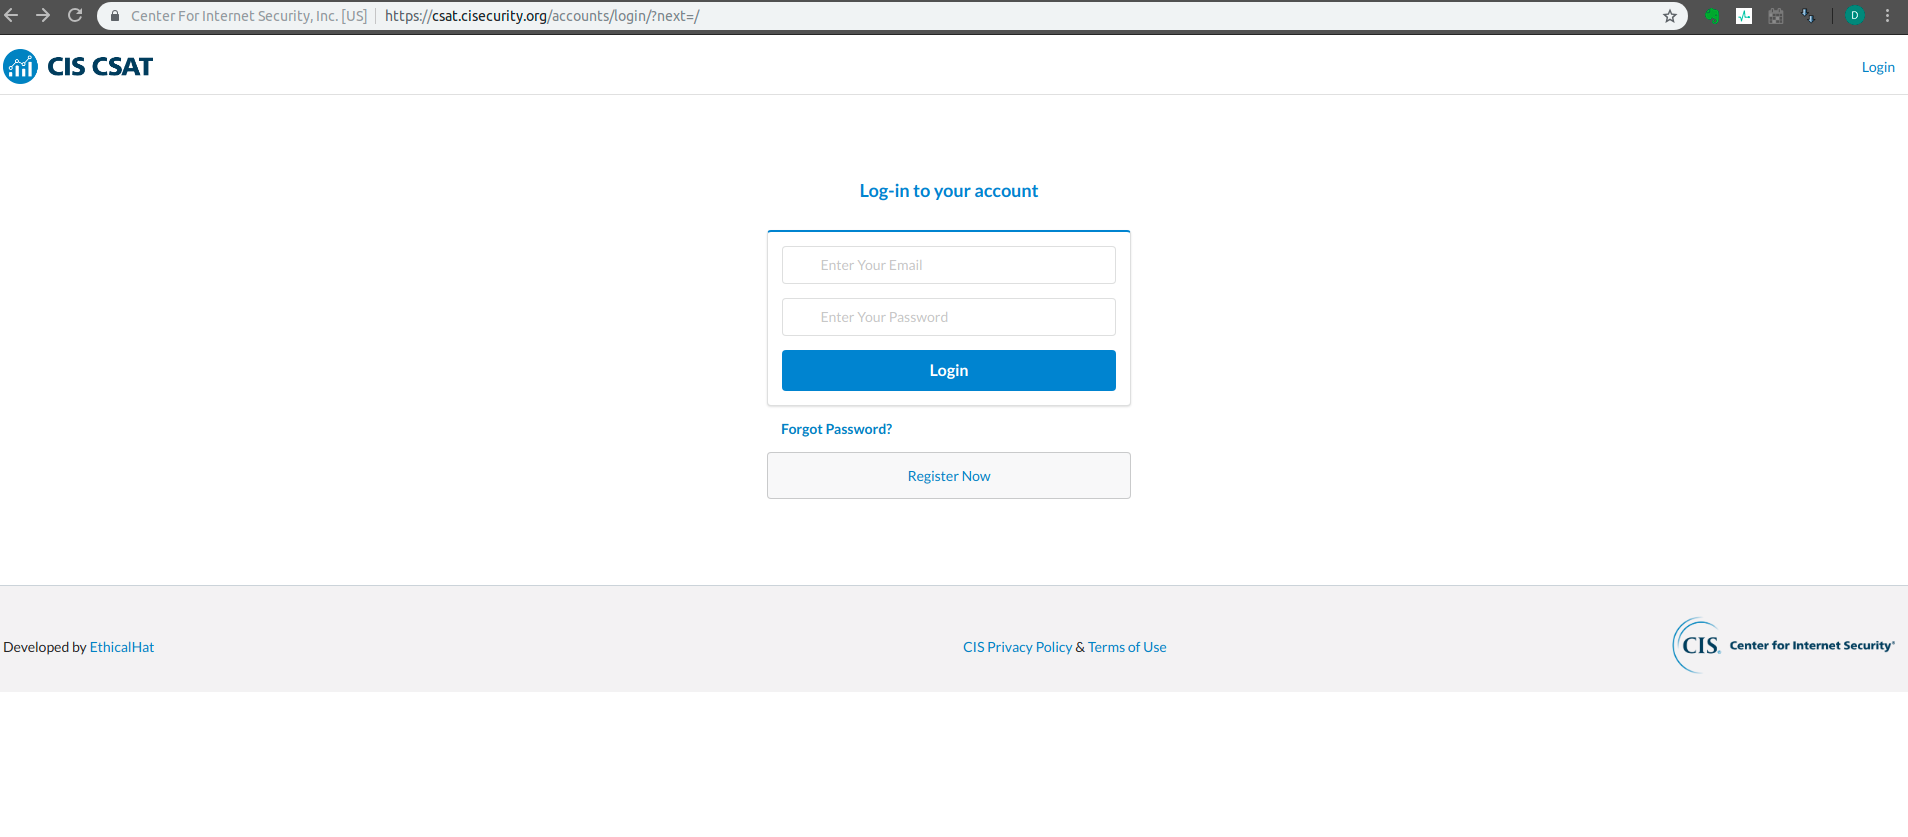 Center For Internet Security, Inc. [US] https://csat.cisecurity.org/accounts/login/?next=/
D
CIS CSAT
Login
Log-in to your account
Enter Your Email
Enter Your Password
Login
Forgot Password?
Register Now
Developed by EthicalHat
CIS Privacy Policy & Terms of Use
CIS. Center for Internet Security®